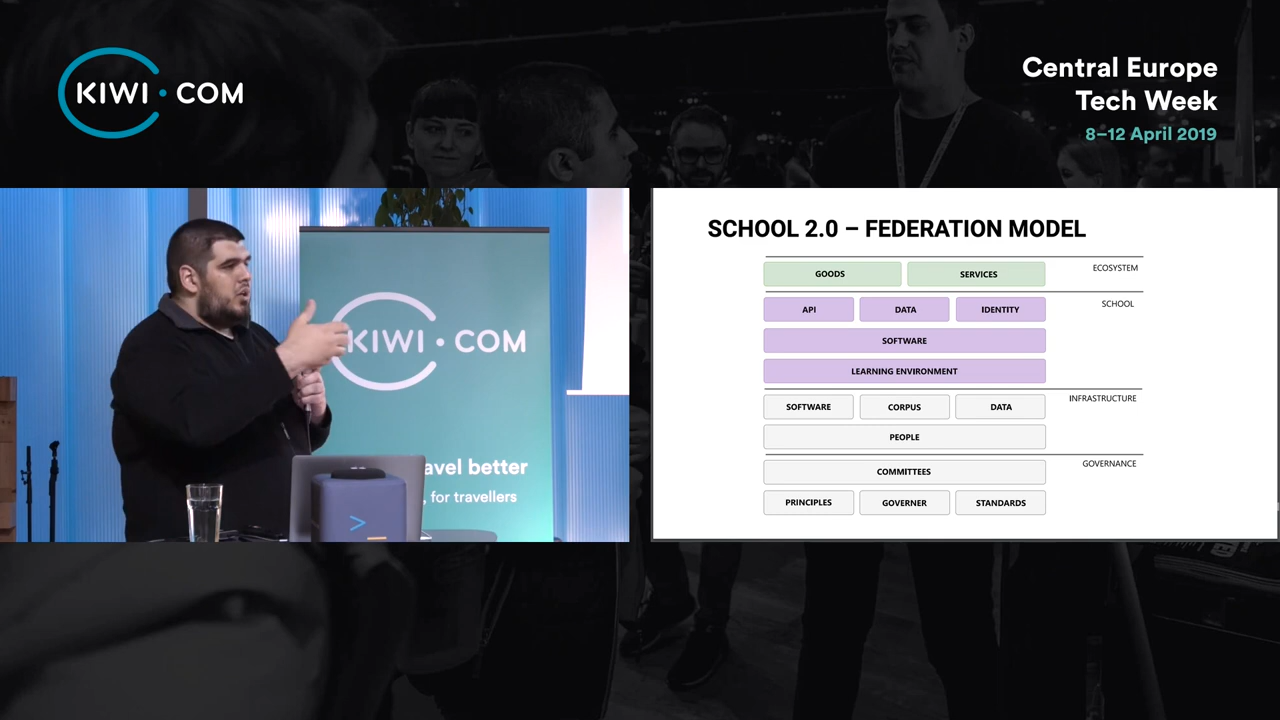 KIWI.COM
Central Europe
Tech Week
8–12 April 2019
KIWI.COM
avel better
, for travellers
SCHOOL 2.0 – FEDERATION MODEL
ECOSYSTEM
GOODS SERVICES
SCHOOL
API DATA IDENTITY
SOFTWARE
LEARNING ENVIRONMENT
INFRASTRUCTURE
SOFTWARE CORPUS DATA
PEOPLE
GOVERNANCE
COMMITTEES
PRINCIPLES GOVERNER STANDARDS